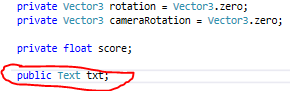 private Vector3 rotation = Vector3.zero;
private Vector3 cameraRotation = Vector3.zero;
private float score;
public Text txt;